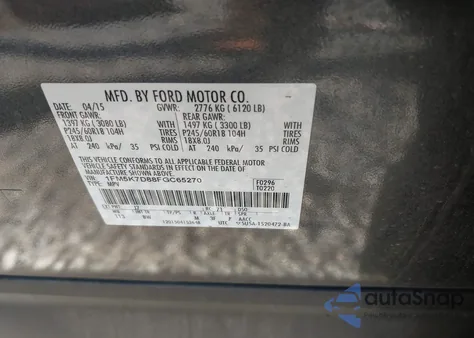 MFD. BY FORD MOTOR CO.
DATE: 04/15 GVWR: 2776 KG ( 6120 LB)
FRONT GAWR: REAR GAWR:
1397 KG ( 3080 LB) WITH 1497 KG ( 3300 LB) WITH
P245/60R18 104H TIRES P245/60R18 104H TIRES
18X8.0J RIMS 18X8.0J RIMS
AT 240 kPa/ 35 PSI COLD AT 240 kPa/ 35 PSI COLD
THIS VEHICLE CONFORMS TO ALL APPLICABLE FEDERAL MOTOR
VEHICLE SAFETY STANDARDS IN EFFECT ON THE DATE OF
MANUFACTURE SHOWN ABOVE.
VIN: 1FM5K7D88FGC65270 F0296
TYPE: MPV T0220
UTC
autoSnap